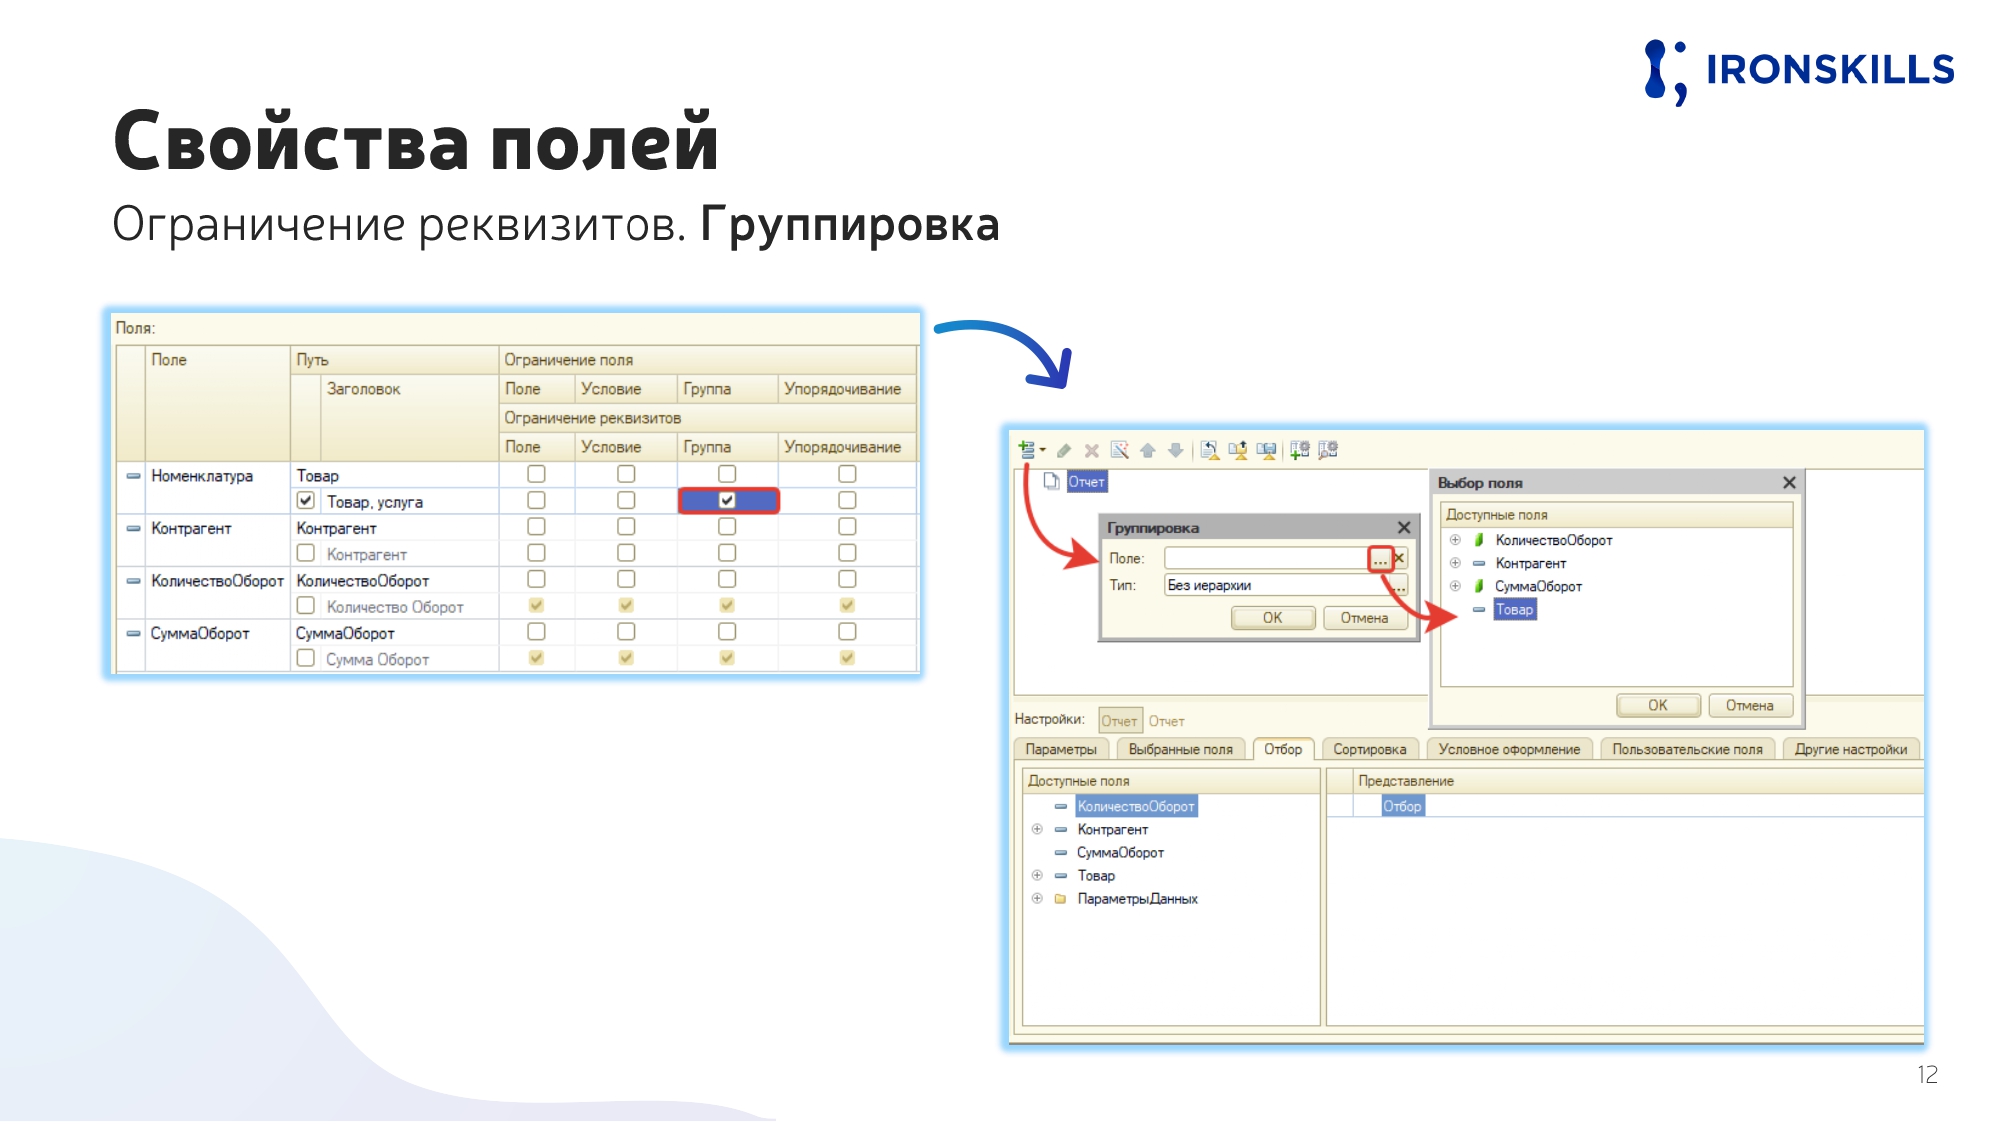 IRONSKILLS
Свойства полей
Ограничение реквизитов. Группировка
Поля:
Поле Путь Ограничение поля
Заголовок Поле Условие Группа Упорядочивание
Ограничение реквизитов
Поле Условие Группа Упорядочивание
Номенклатура Товар
Товар, услуга
Контрагент Контрагент
Контрагент
КоличествоОборот КоличествоОборот
Количество Оборот
СуммаОборот СуммаОборот
Сумма Оборот
Отчет
Группировка
Поле: ...
Тип: Без иерархии ...
ОК Отмена
Выбор поля
Доступные поля
КоличествоОборот
Контрагент
СуммаОборот
Товар
ОК Отмена
Настройки: Отчет Отчет
Параметры Выбранные поля Отбор Сортировка Условное оформление Пользовательские поля Другие настройки
Доступные поля
КоличествоОборот
Контрагент
СуммаОборот
Товар
ПараметрыДанных
Представление
Отбор
12